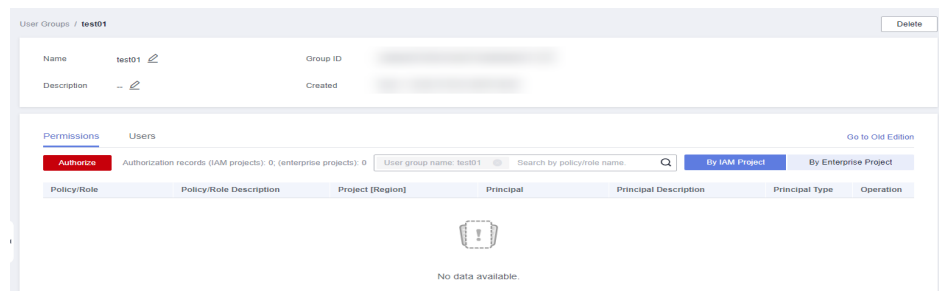 User Groups / test01
Delete
Name test01 Group ID
Description -- Created
Permissions Users Go to Old Edition
Authorize Authorization records (IAM projects): 0; (enterprise projects): 0 User group name: test01 Search by policy/role name. By IAM Project By Enterprise Project
Policy/Role Policy/Role Description Project [Region] Principal Principal Description Principal Type Operation
No data available.